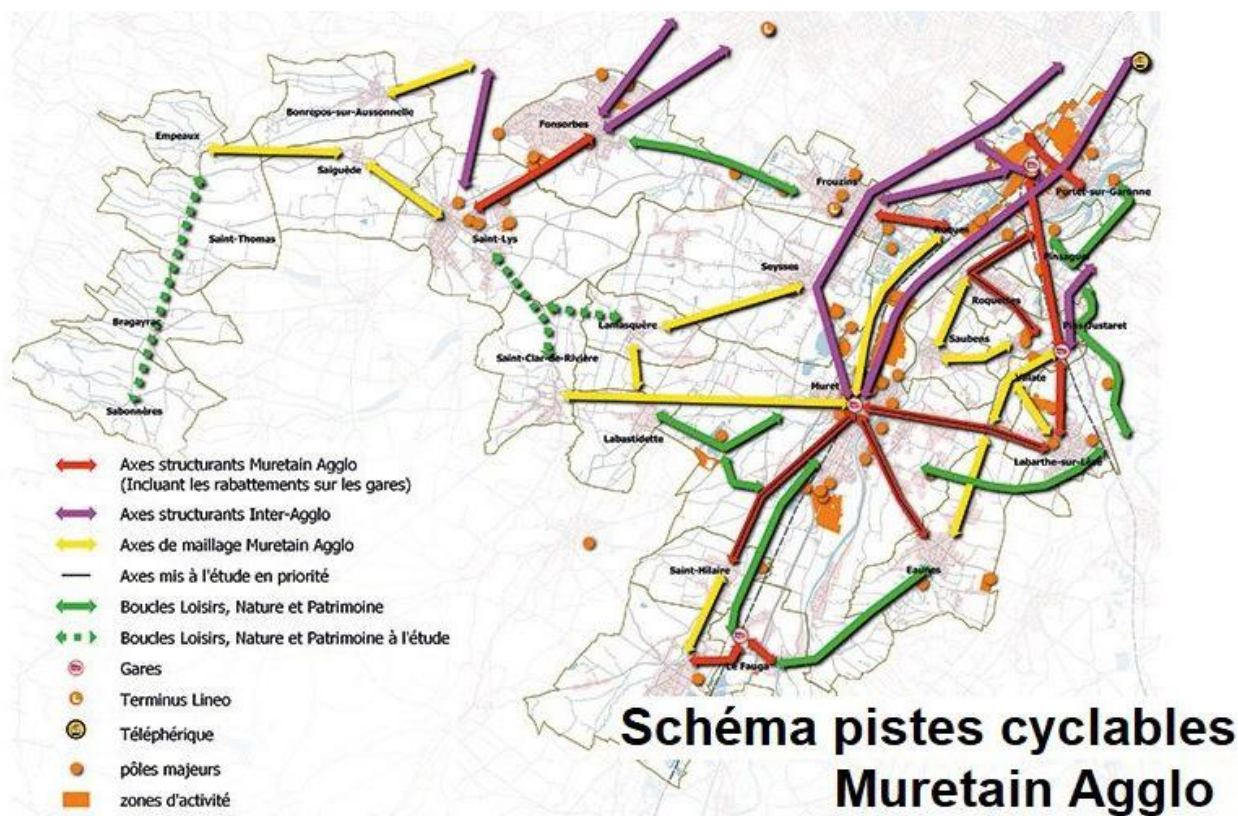 Bonrepos-sur-Aussonnelle
Empeaux
Fonsorbes
Saiguède
Frouzins
Portet-sur-Garonne
Saint-Thomas
Saint-Lys
Roques
Seysses
Pinsaguel
Roquettes
Bragayrac
Lamasquère
Pins-Justaret
Saubens
Saint-Clar-de-Rivière
Muret
Villate
Sabonnères
Labastidette
Labarthe-sur-Lèze
Saint-Hilaire
Eaunes
Le Fauga
Axes structurants Muretain Agglo
(Incluant les rabattements sur les gares)
Axes structurants Inter-Agglo
Axes de maillage Muretain Agglo
Axes mis à l'étude en priorité
Boucles Loisirs, Nature et Patrimoine
Boucles Loisirs, Nature et Patrimoine à l'étude
Gares
Terminus Lineo
Téléphérique
pôles majeurs
zones d'activité
Schéma pistes cyclables
Muretain Agglo